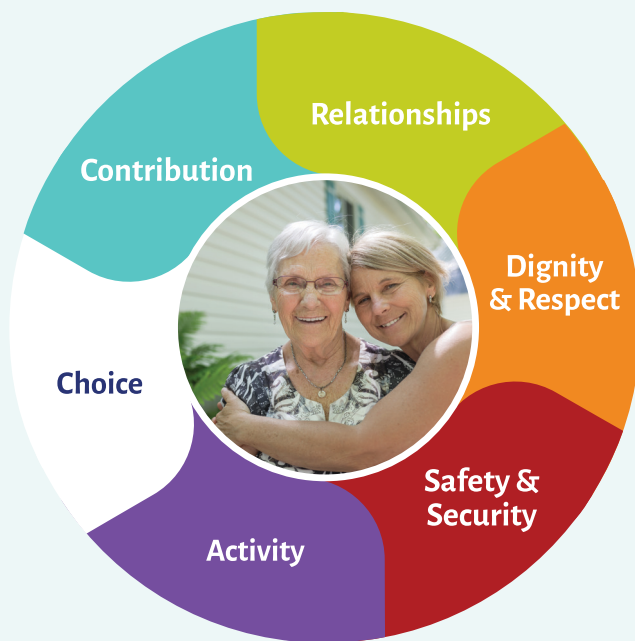 Relationships
Contribution
Dignity
& Respect
Choice
Safety &
Security
Activity